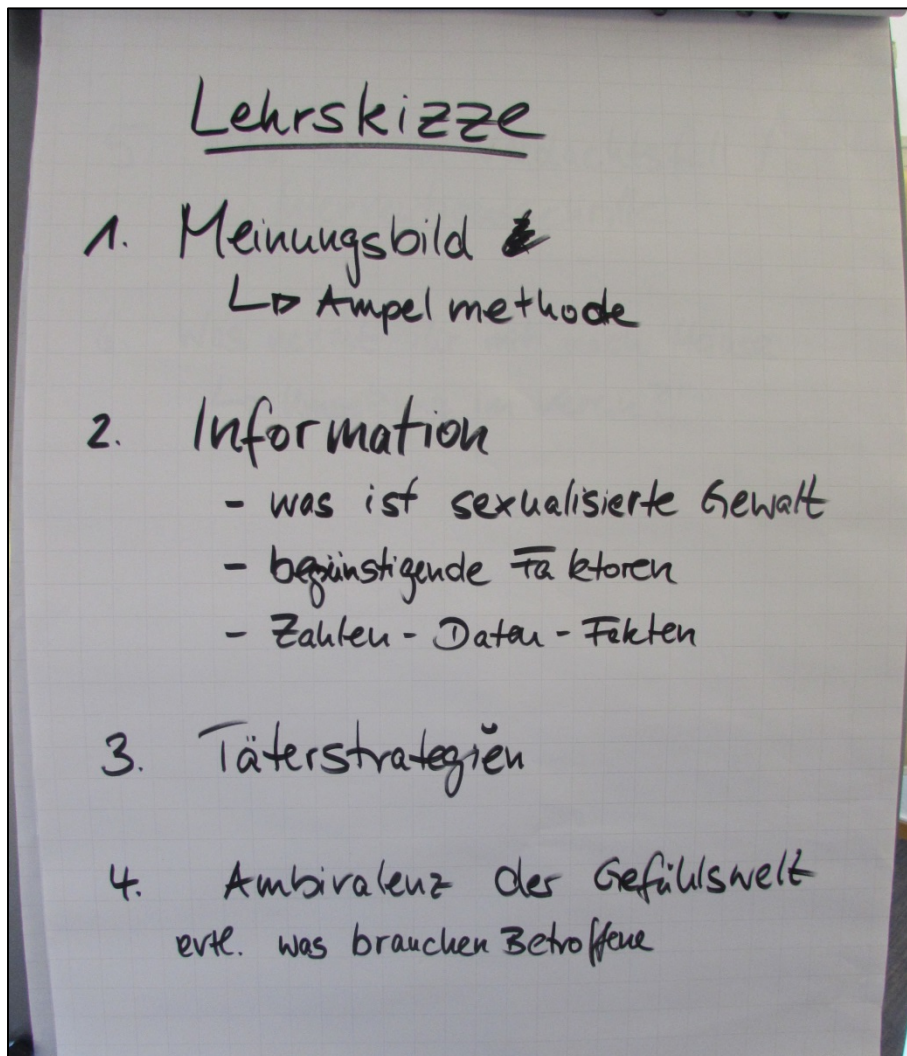 Lehrskizze
1. Meinungsbild
↳ Ampelmethode
2. Information
- was ist sexualisierte Gewalt
- begünstigende Faktoren
- Zahlen - Daten - Fakten
3. Täterstrategien
4. Ambivalenz der Gefühlswelt
evtl. was brauchen Betroffene